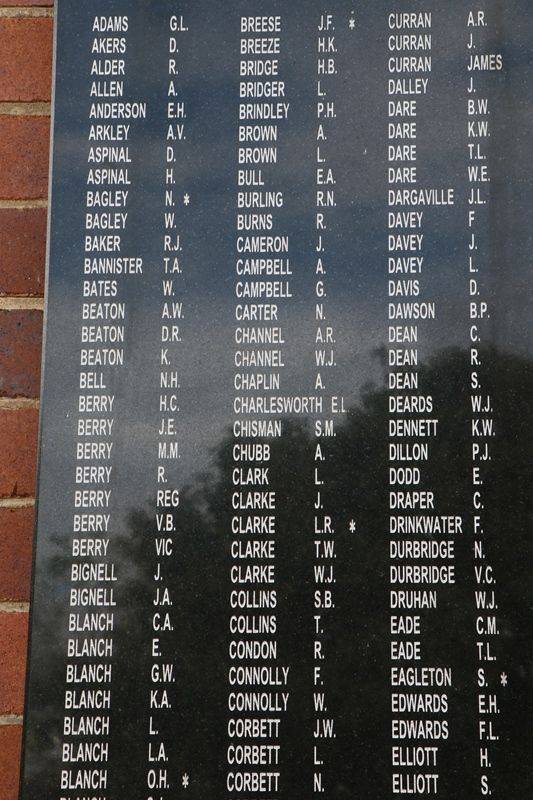 ADAMS G.L.
AKERS D.
ALDER R.
ALLEN A.
ANDERSON E.H.
ARKLEY A.V.
ASPINAL D.
ASPINAL H.
BAGLEY N. *
BAGLEY W.
BAKER R.J.
BANNISTER T.A.
BATES W.
BEATON A.W.
BEATON D.R.
BEATON K.
BELL N.H.
BERRY H.C.
BERRY J.E.
BERRY M.M.
BERRY R.
BERRY REG
BERRY V.B.
BERRY VIC
BIGNELL J.
BIGNELL J.A.
BLANCH C.A.
BLANCH E.
BLANCH G.W.
BLANCH K.A.
BLANCH L.
BLANCH L.A.
BLANCH O.H. *
BREESE J.F. *
BREEZE H.K.
BRIDGE H.B.
BRIDGER L.
BRINDLEY P.H.
BROWN A.
BROWN L.
BULL E.A.
BURLING R.N.
BURNS R.
CAMERON J.
CAMPBELL A.
CAMPBELL G.
CARTER N.
CHANNEL A.R.
CHANNEL W.J.
CHAPLIN A.
CHARLESWORTH E.L
CHISMAN S.M.
CHUBB A.
CLARK L.
CLARKE J.
CLARKE L.R. *
CLARKE T.W.
CLARKE W.J.
COLLINS S.B.
COLLINS T.
CONDON R.
CONNOLLY F.
CONNOLLY W.
CORBETT J.W.
CORBETT L.
CORBETT N.
CURRAN A.R.
CURRAN J.
CURRAN JAMES
DALLEY J.
DARE B.W.
DARE K.W.
DARE T.L.
DARE W.E.
DARGAVILLE J.L.
DAVEY F
DAVEY J.
DAVEY L.
DAVIS D.
DAWSON B.P.
DEAN C.
DEAN R.
DEAN S.
DEARDS W.J.
DENNETT K.W.
DILLON P.J.
DODD E.
DRAPER C.
DRINKWATER F.
DURBRIDGE N.
DURBRIDGE V.C.
DRUHAN W.J.
EADE C.M.
EADE T.L.
EAGLETON S. *
EDWARDS E.H.
EDWARDS F.L.
ELLIOTT H.
ELLIOTT S.